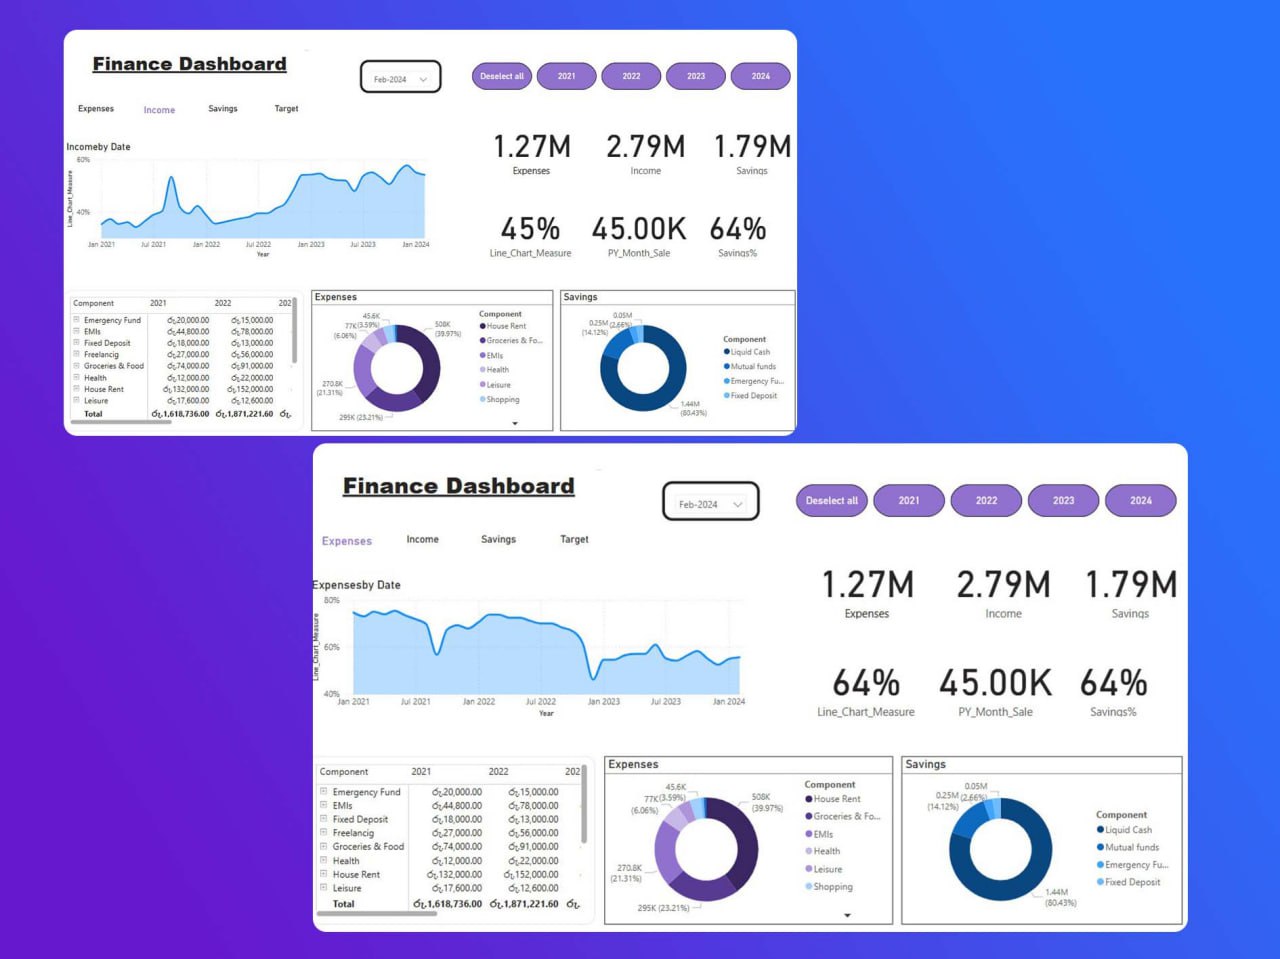 Finance Dashboard
Feb-2024
Deselect all 2021 2022 2023 2024
Expenses Income Savings Target
Incomeby Date
60%
40%
Line_Chart_Measure
Jan 2021 Jul 2021 Jan 2022 Jul 2022 Jan 2023 Jul 2023 Jan 2024
Year
1.27M 2.79M 1.79M
Expenses Income Savings
45% 45.00K 64%
Line_Chart_Measure PY_Month_Sale Savings%
Component 2021 2022 202
Emergency Fund රු20,000.00 රු15,000.00
EMIs රු44,800.00 රු78,000.00
Fixed Deposit රු18,000.00 රු13,000.00
Freelancig රු27,000.00 රු56,000.00
Groceries & Food රු74,000.00 රු91,000.00
Health රු12,000.00 රු22,000.00
House Rent රු132,000.00 රු152,000.00
Leisure රු17,600.00 රු12,600.00
Total රු1,618,736.00 රු1,871,221.60 රු
Expenses
45.6K
(3.59%)
77K
(6.06%)
508K
(39.97%)
270.8K
(21.31%)
295K (23.21%)
Component
House Rent
Groceries & Fo...
EMIs
Health
Leisure
Shopping
Savings
0.05M
(2.66%)
0.25M
(14.12%)
1.44M
(80.43%)
Component
Liquid Cash
Mutual funds
Emergency Fu...
Fixed Deposit
Finance Dashboard
Feb-2024
Deselect all 2021 2022 2023 2024
Expenses Income Savings Target
Expensesby Date
80%
60%
40%
Line_Chart_Measure
Jan 2021 Jul 2021 Jan 2022 Jul 2022 Jan 2023 Jul 2023 Jan 2024
Year
1.27M 2.79M 1.79M
Expenses Income Savings
64% 45.00K 64%
Line_Chart_Measure PY_Month_Sale Savings%
Component 2021 2022 202
Emergency Fund රු20,000.00 රු15,000.00
EMIs රු44,800.00 රු78,000.00
Fixed Deposit රු18,000.00 රු13,000.00
Freelancig රු27,000.00 රු56,000.00
Groceries & Food රු74,000.00 රු91,000.00
Health රු12,000.00 රු22,000.00
House Rent රු132,000.00 රු152,000.00
Leisure රු17,600.00 රු12,600.00
Total රු1,618,736.00 රු1,871,221.60 රු
Expenses
45.6K
(3.59%)
77K
(6.06%)
508K
(39.97%)
270.8K
(21.31%)
295K (23.21%)
Component
House Rent
Groceries & Fo...
EMIs
Health
Leisure
Shopping
Savings
0.05M
(2.66%)
0.25M
(14.12%)
1.44M
(80.43%)
Component
Liquid Cash
Mutual funds
Emergency Fu...
Fixed Deposit